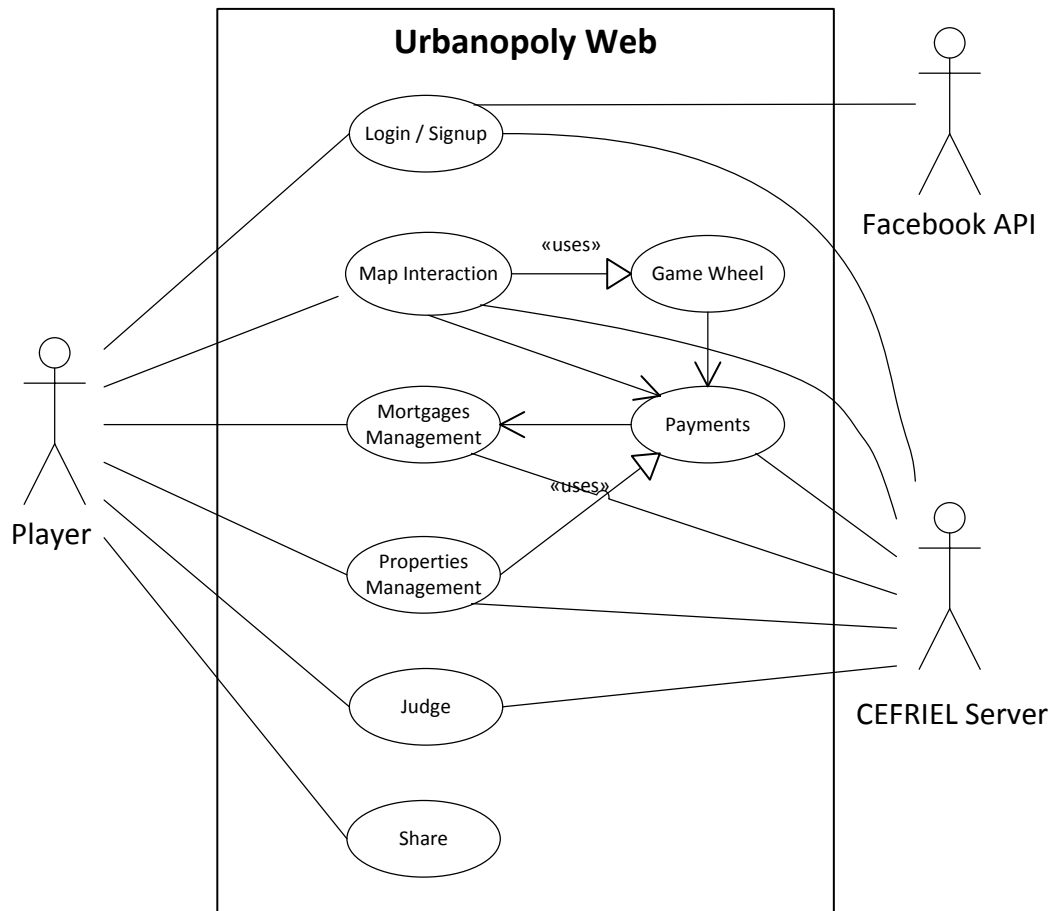 Urbanopoly Web
Login / Signup
Facebook API
«uses»
Map Interaction
Game Wheel
Mortgages
Management
Payments
«uses»
Player
Properties
Management
Judge
CEFRIEL Server
Share